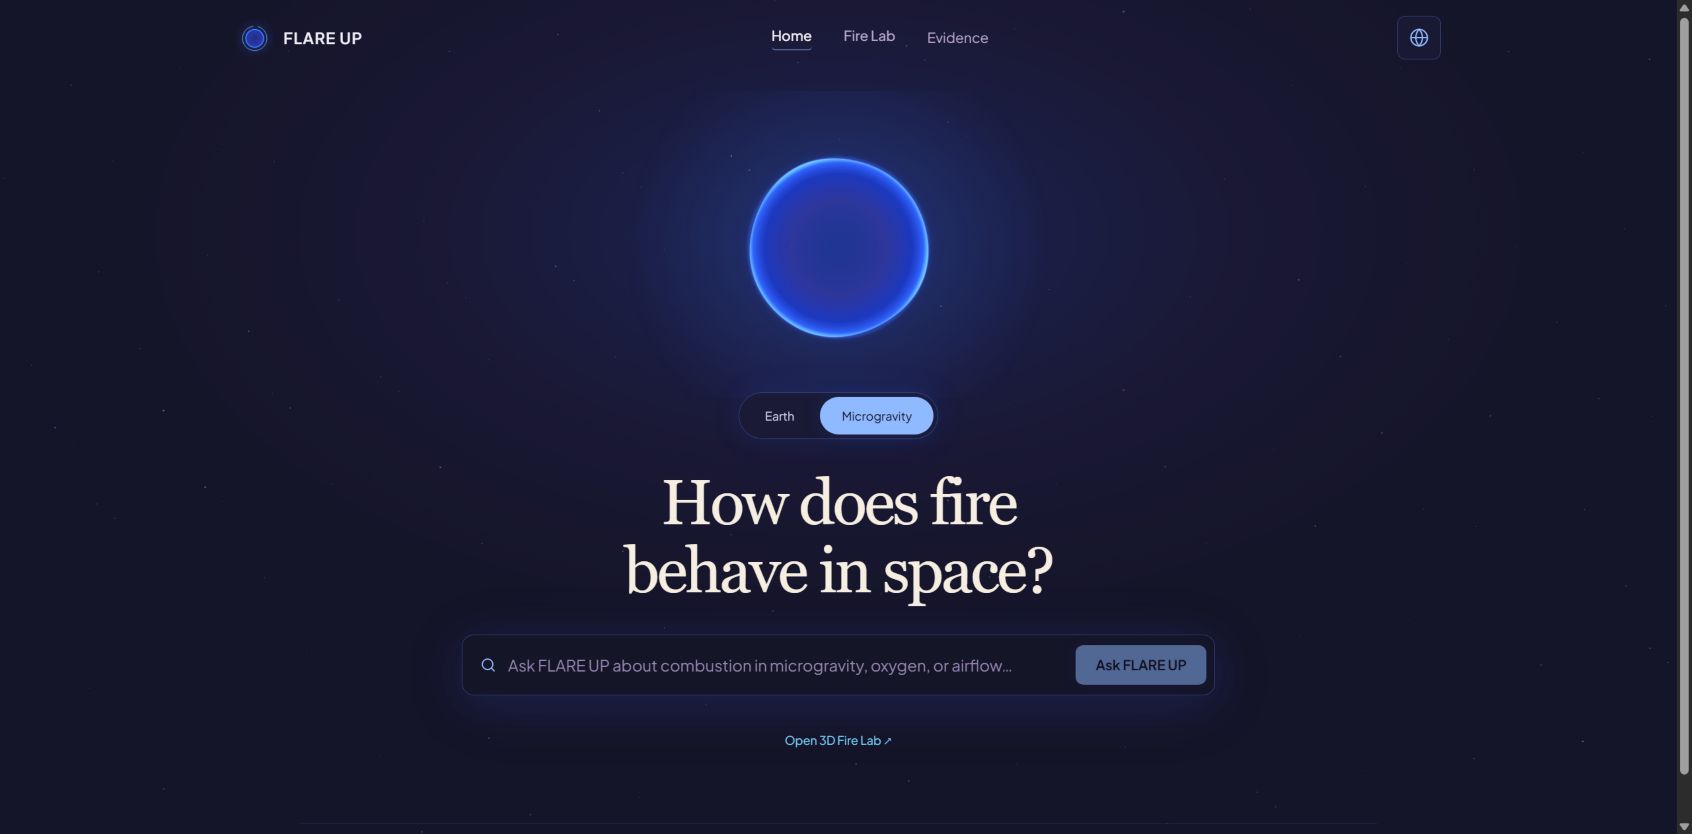 FLARE UP
Home
Fire Lab
Evidence
Earth
Microgravity
How does fire
behave in space?
Ask FLARE UP about combustion in microgravity, oxygen, or airflow...
Ask FLARE UP
Open 3D Fire Lab ↗